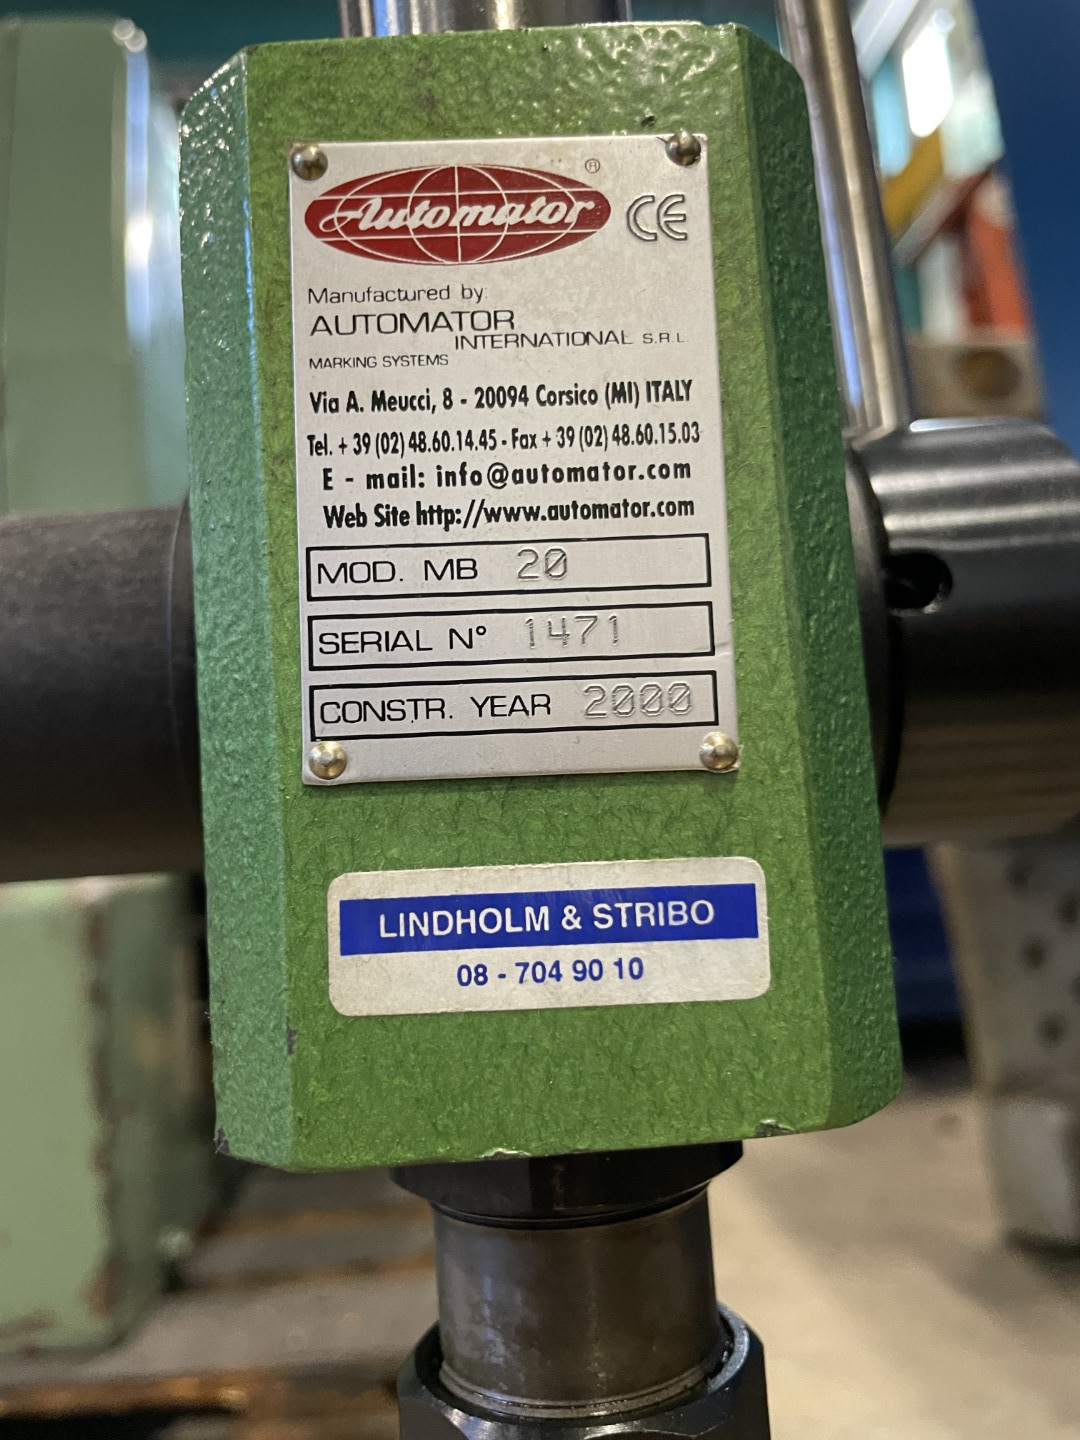 Automator ®
CE
Manufactured by:
AUTOMATOR
INTERNATIONAL S.R.L
MARKING SYSTEMS
Via A. Meucci, 8 - 20094 Corsico (MI) ITALY
Tel. + 39 (02) 48.60.14.45 - Fax + 39 (02) 48.60.15.03
E - mail: info@automator.com
Web Site http://www.automator.com
MOD. MB 20
SERIAL N° 1471
CONSTR. YEAR 2000
LINDHOLM & STRIBO
08 - 704 90 10